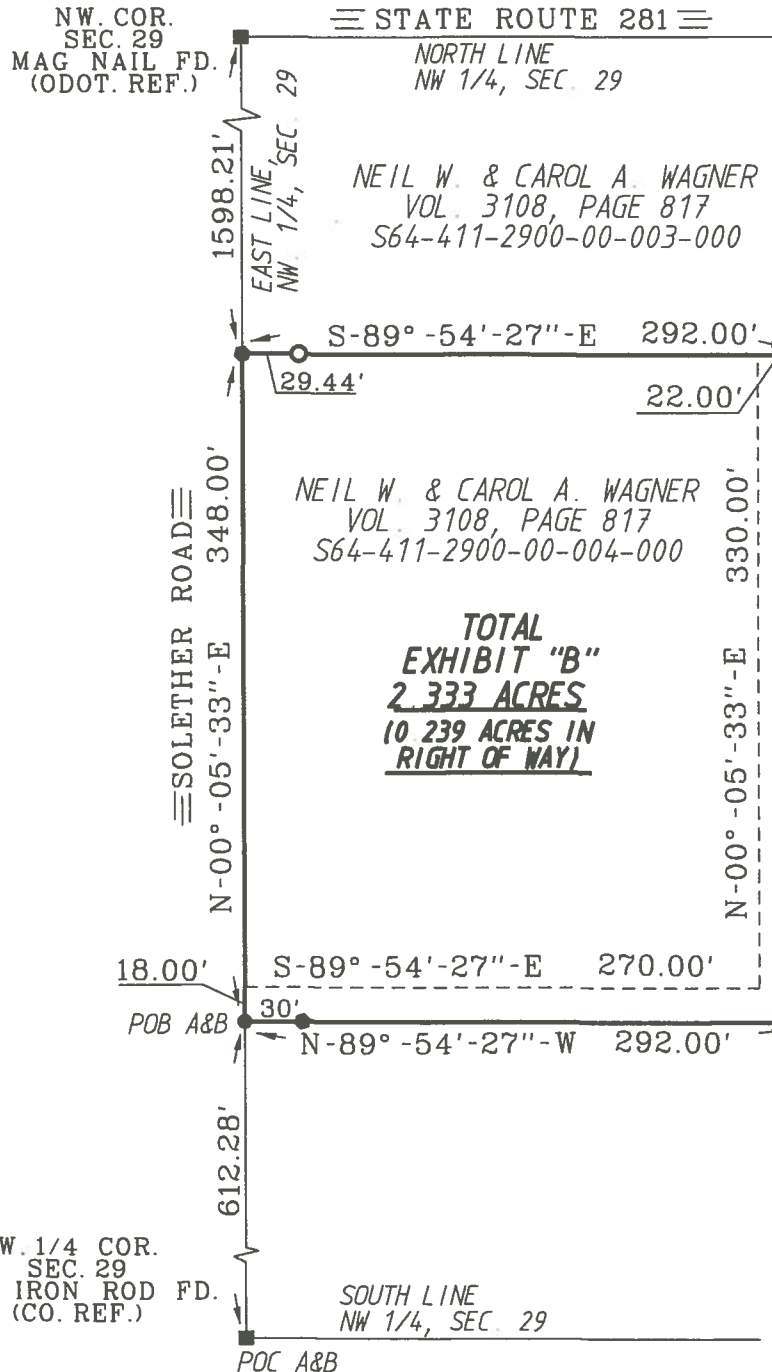 NW. COR.
SEC. 29
MAG NAIL FD.
(ODOT. REF.)
STATE ROUTE 281
NORTH LINE
NW 1/4, SEC. 29
1598.21'
EAST LINE,
NW. 1/4, SEC. 29
NEIL W. & CAROL A. WAGNER
VOL. 3108, PAGE 817
S64-411-2900-00-003-000
S-89°-54'-27"-E 292.00'
29.44'
22.00'
SOLETHER ROAD
N-00°-05'-33"-E 348.00'
NEIL W. & CAROL A. WAGNER
VOL. 3108, PAGE 817
S64-411-2900-00-004-000
N-00°-05'-33"-E 330.00'
TOTAL
EXHIBIT "B"
2.333 ACRES
(0.239 ACRES IN
RIGHT OF WAY)
18.00'
S-89°-54'-27"-E 270.00'
POB A&B
30'
N-89°-54'-27"-W 292.00'
612.28'
W. 1/4 COR.
SEC. 29
IRON ROD FD.
(CO. REF.)
SOUTH LINE
NW 1/4, SEC. 29
POC A&B